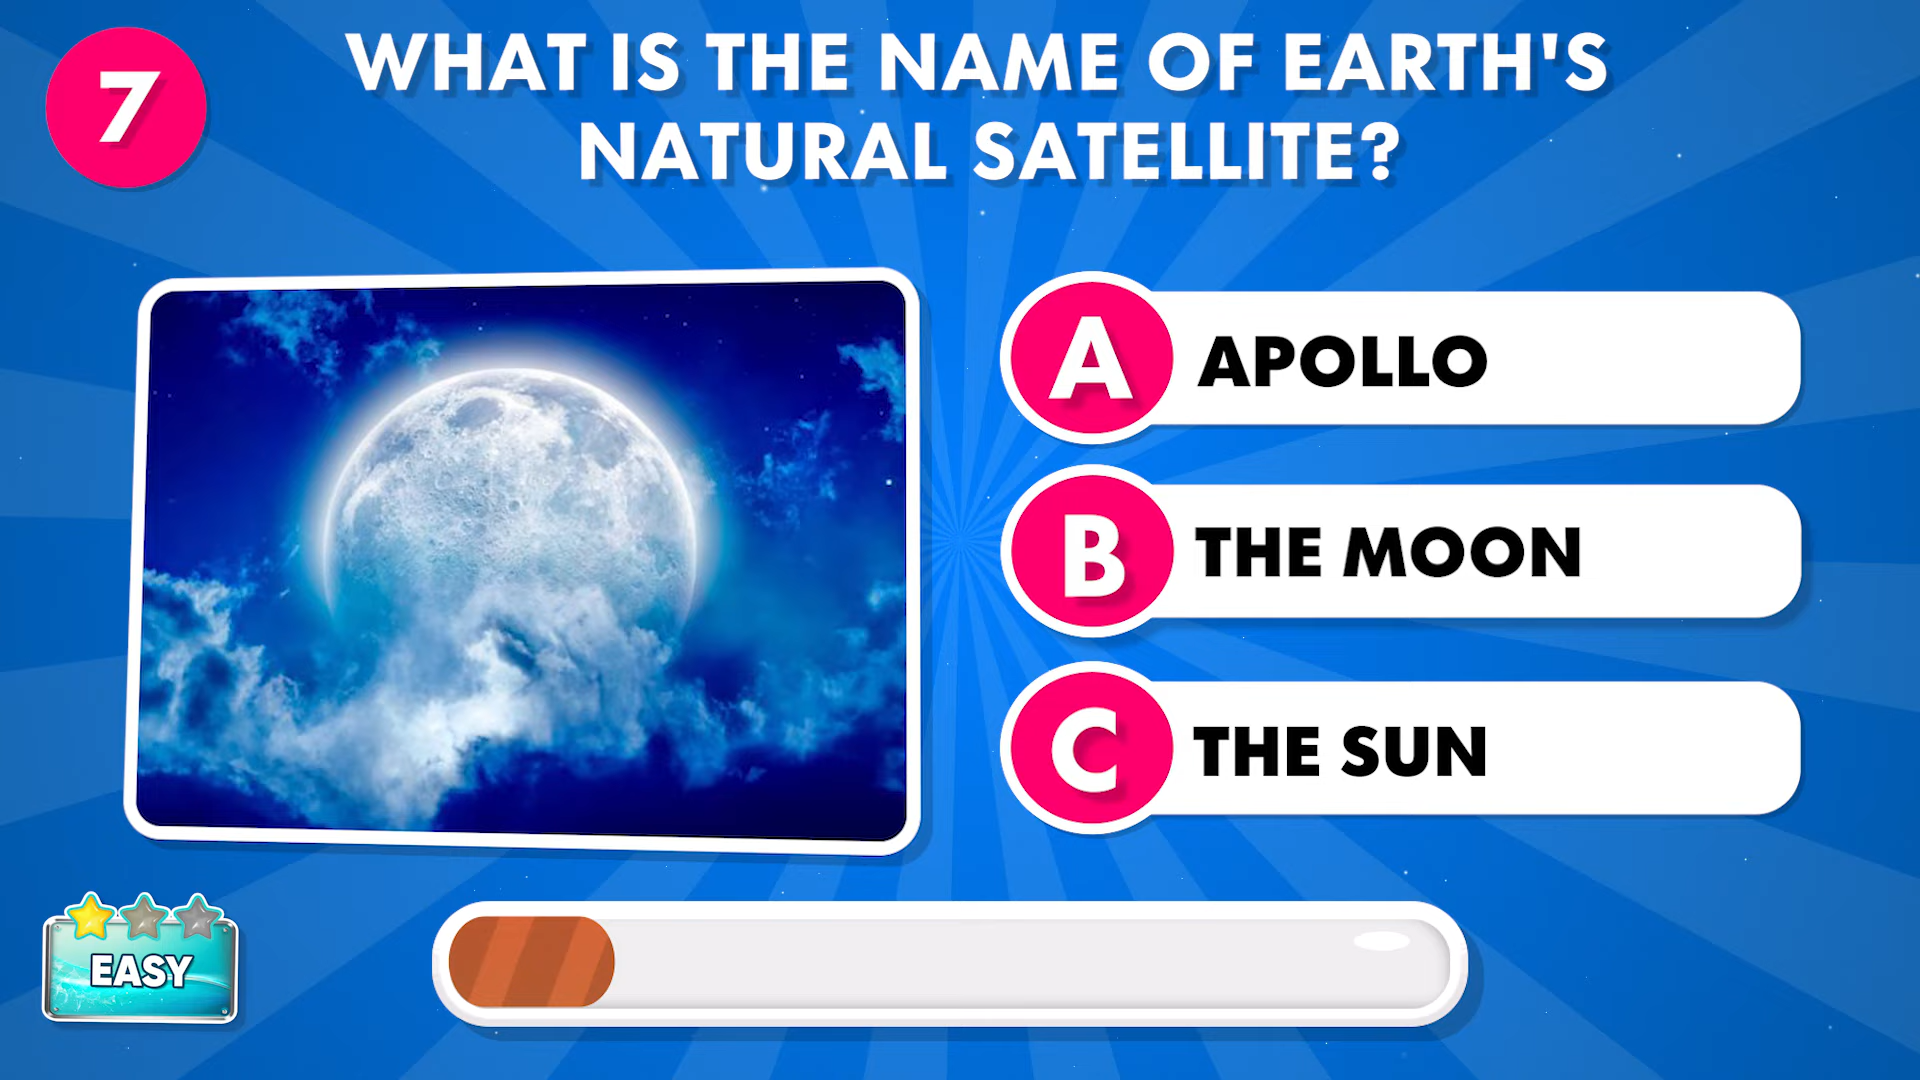 7
WHAT IS THE NAME OF EARTH'S
NATURAL SATELLITE?
A APOLLO
B THE MOON
C THE SUN
EASY